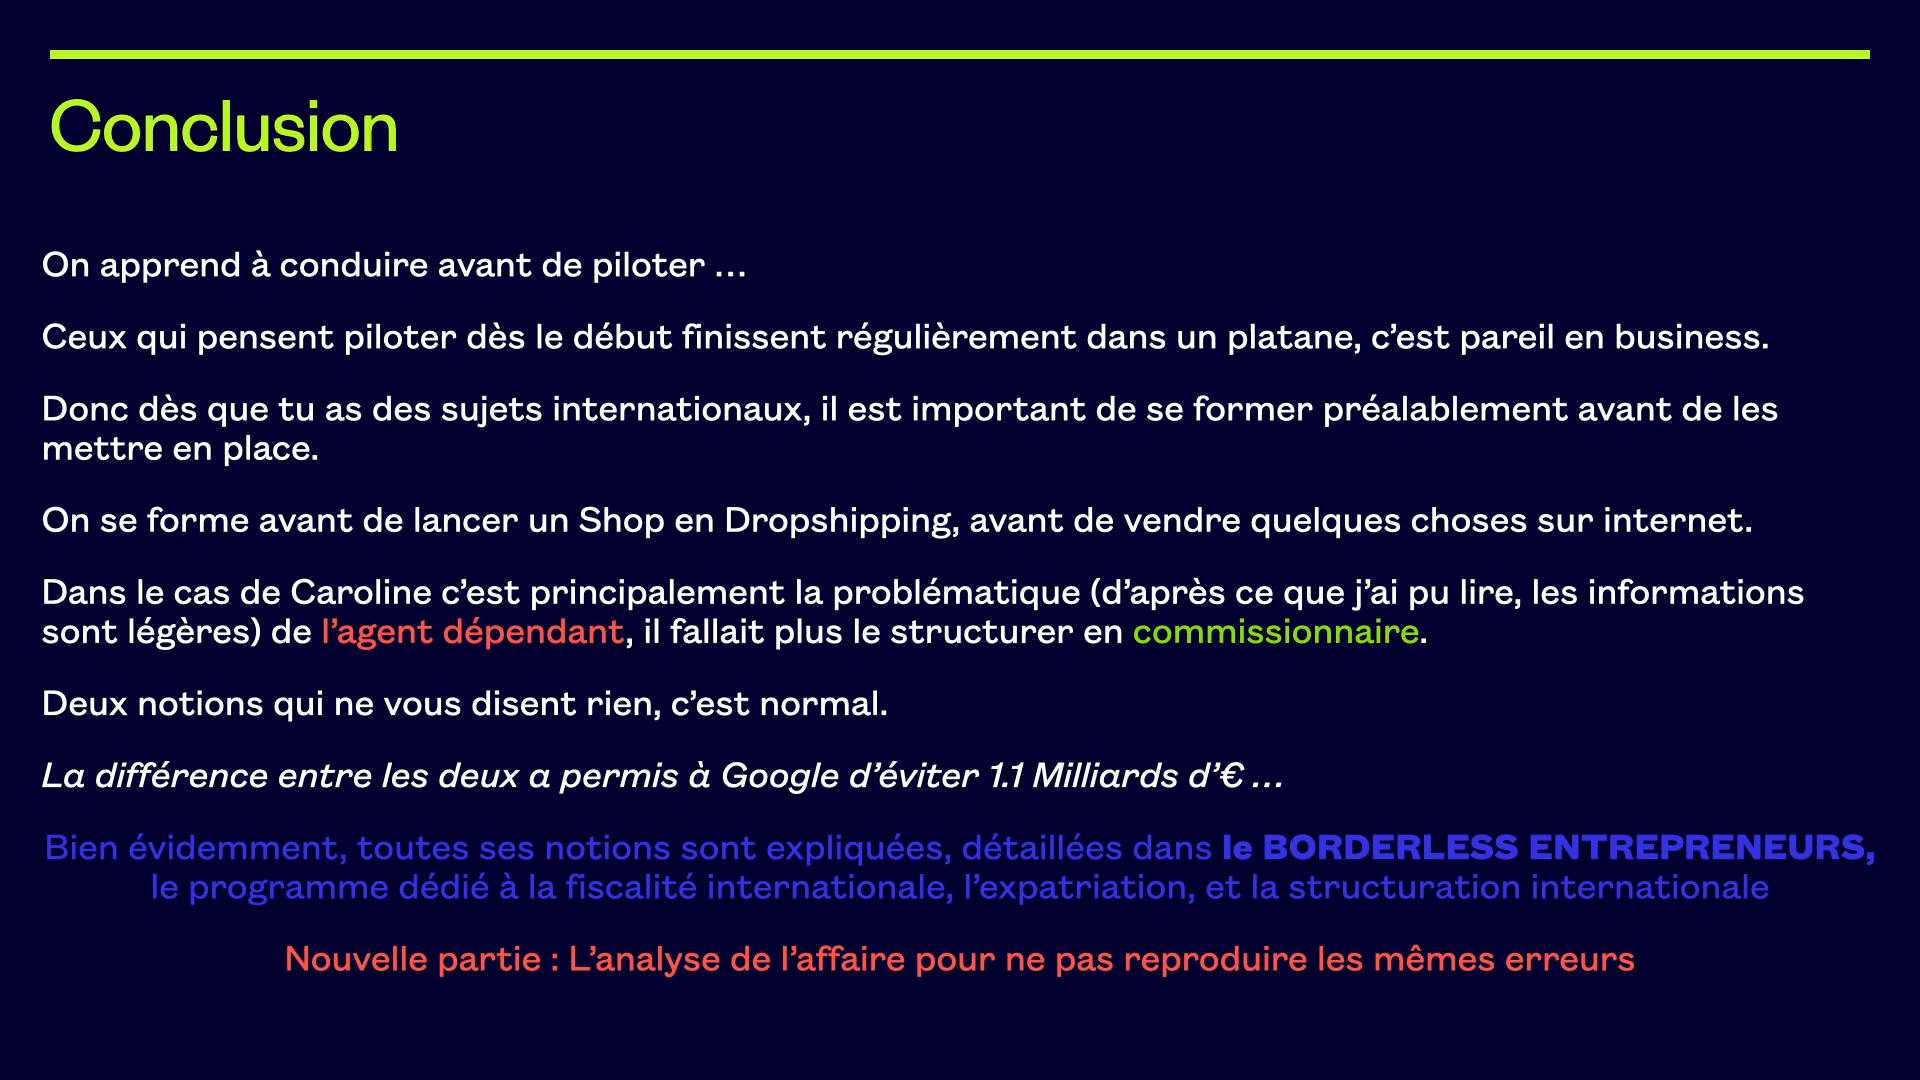 Conclusion
On apprend à conduire avant de piloter …
Ceux qui pensent piloter dès le début finissent régulièrement dans un platane, c’est pareil en business.
Donc dès que tu as des sujets internationaux, il est important de se former préalablement avant de les
mettre en place.
On se forme avant de lancer un Shop en Dropshipping, avant de vendre quelques choses sur internet.
Dans le cas de Caroline c’est principalement la problématique (d’après ce que j’ai pu lire, les informations
sont légères) de l’agent dépendant, il fallait plus le structurer en commissionnaire.
Deux notions qui ne vous disent rien, c’est normal.
La différence entre les deux a permis à Google d’éviter 1.1 Milliards d’€ …
Bien évidemment, toutes ses notions sont expliquées, détaillées dans le BORDERLESS ENTREPRENEURS,
le programme dédié à la fiscalité internationale, l’expatriation, et la structuration internationale
Nouvelle partie : L’analyse de l’affaire pour ne pas reproduire les mêmes erreurs